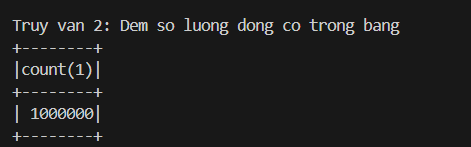 Truy van 2: Dem so luong dong co trong bang
+--------+
|count(1)|
+--------+
| 1000000|
+--------+